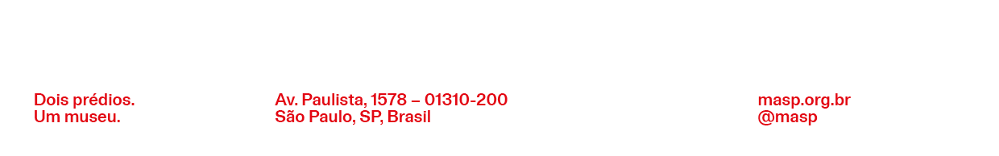 Dois prédios.
Um museu.
Av. Paulista, 1578 – 01310-200
São Paulo, SP, Brasil
masp.org.br
@masp